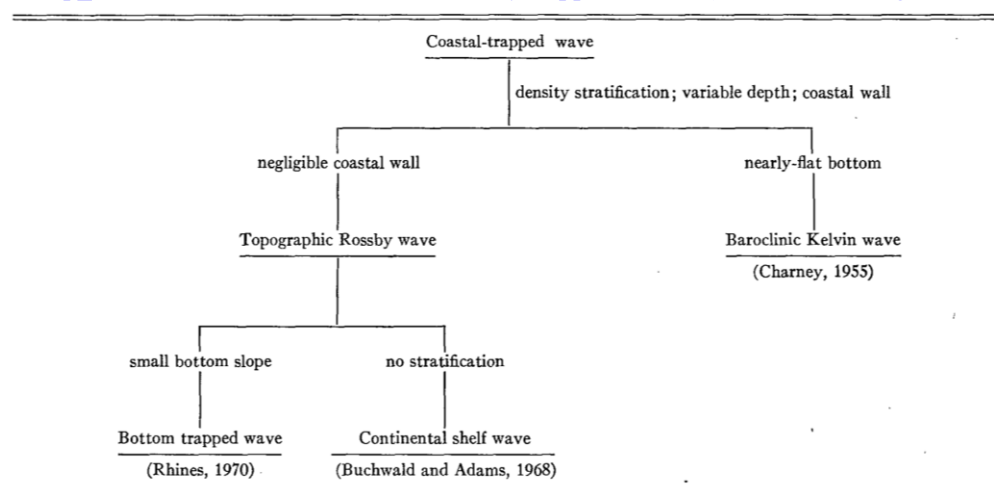 Coastal-trapped wave
density stratification; variable depth; coastal wall
negligible coastal wall
nearly-flat bottom
Topographic Rossby wave
Baroclinic Kelvin wave
(Charney, 1955)
small bottom slope
no stratification
Bottom trapped wave
Continental shelf wave
(Rhines, 1970)
(Buchwald and Adams, 1968)